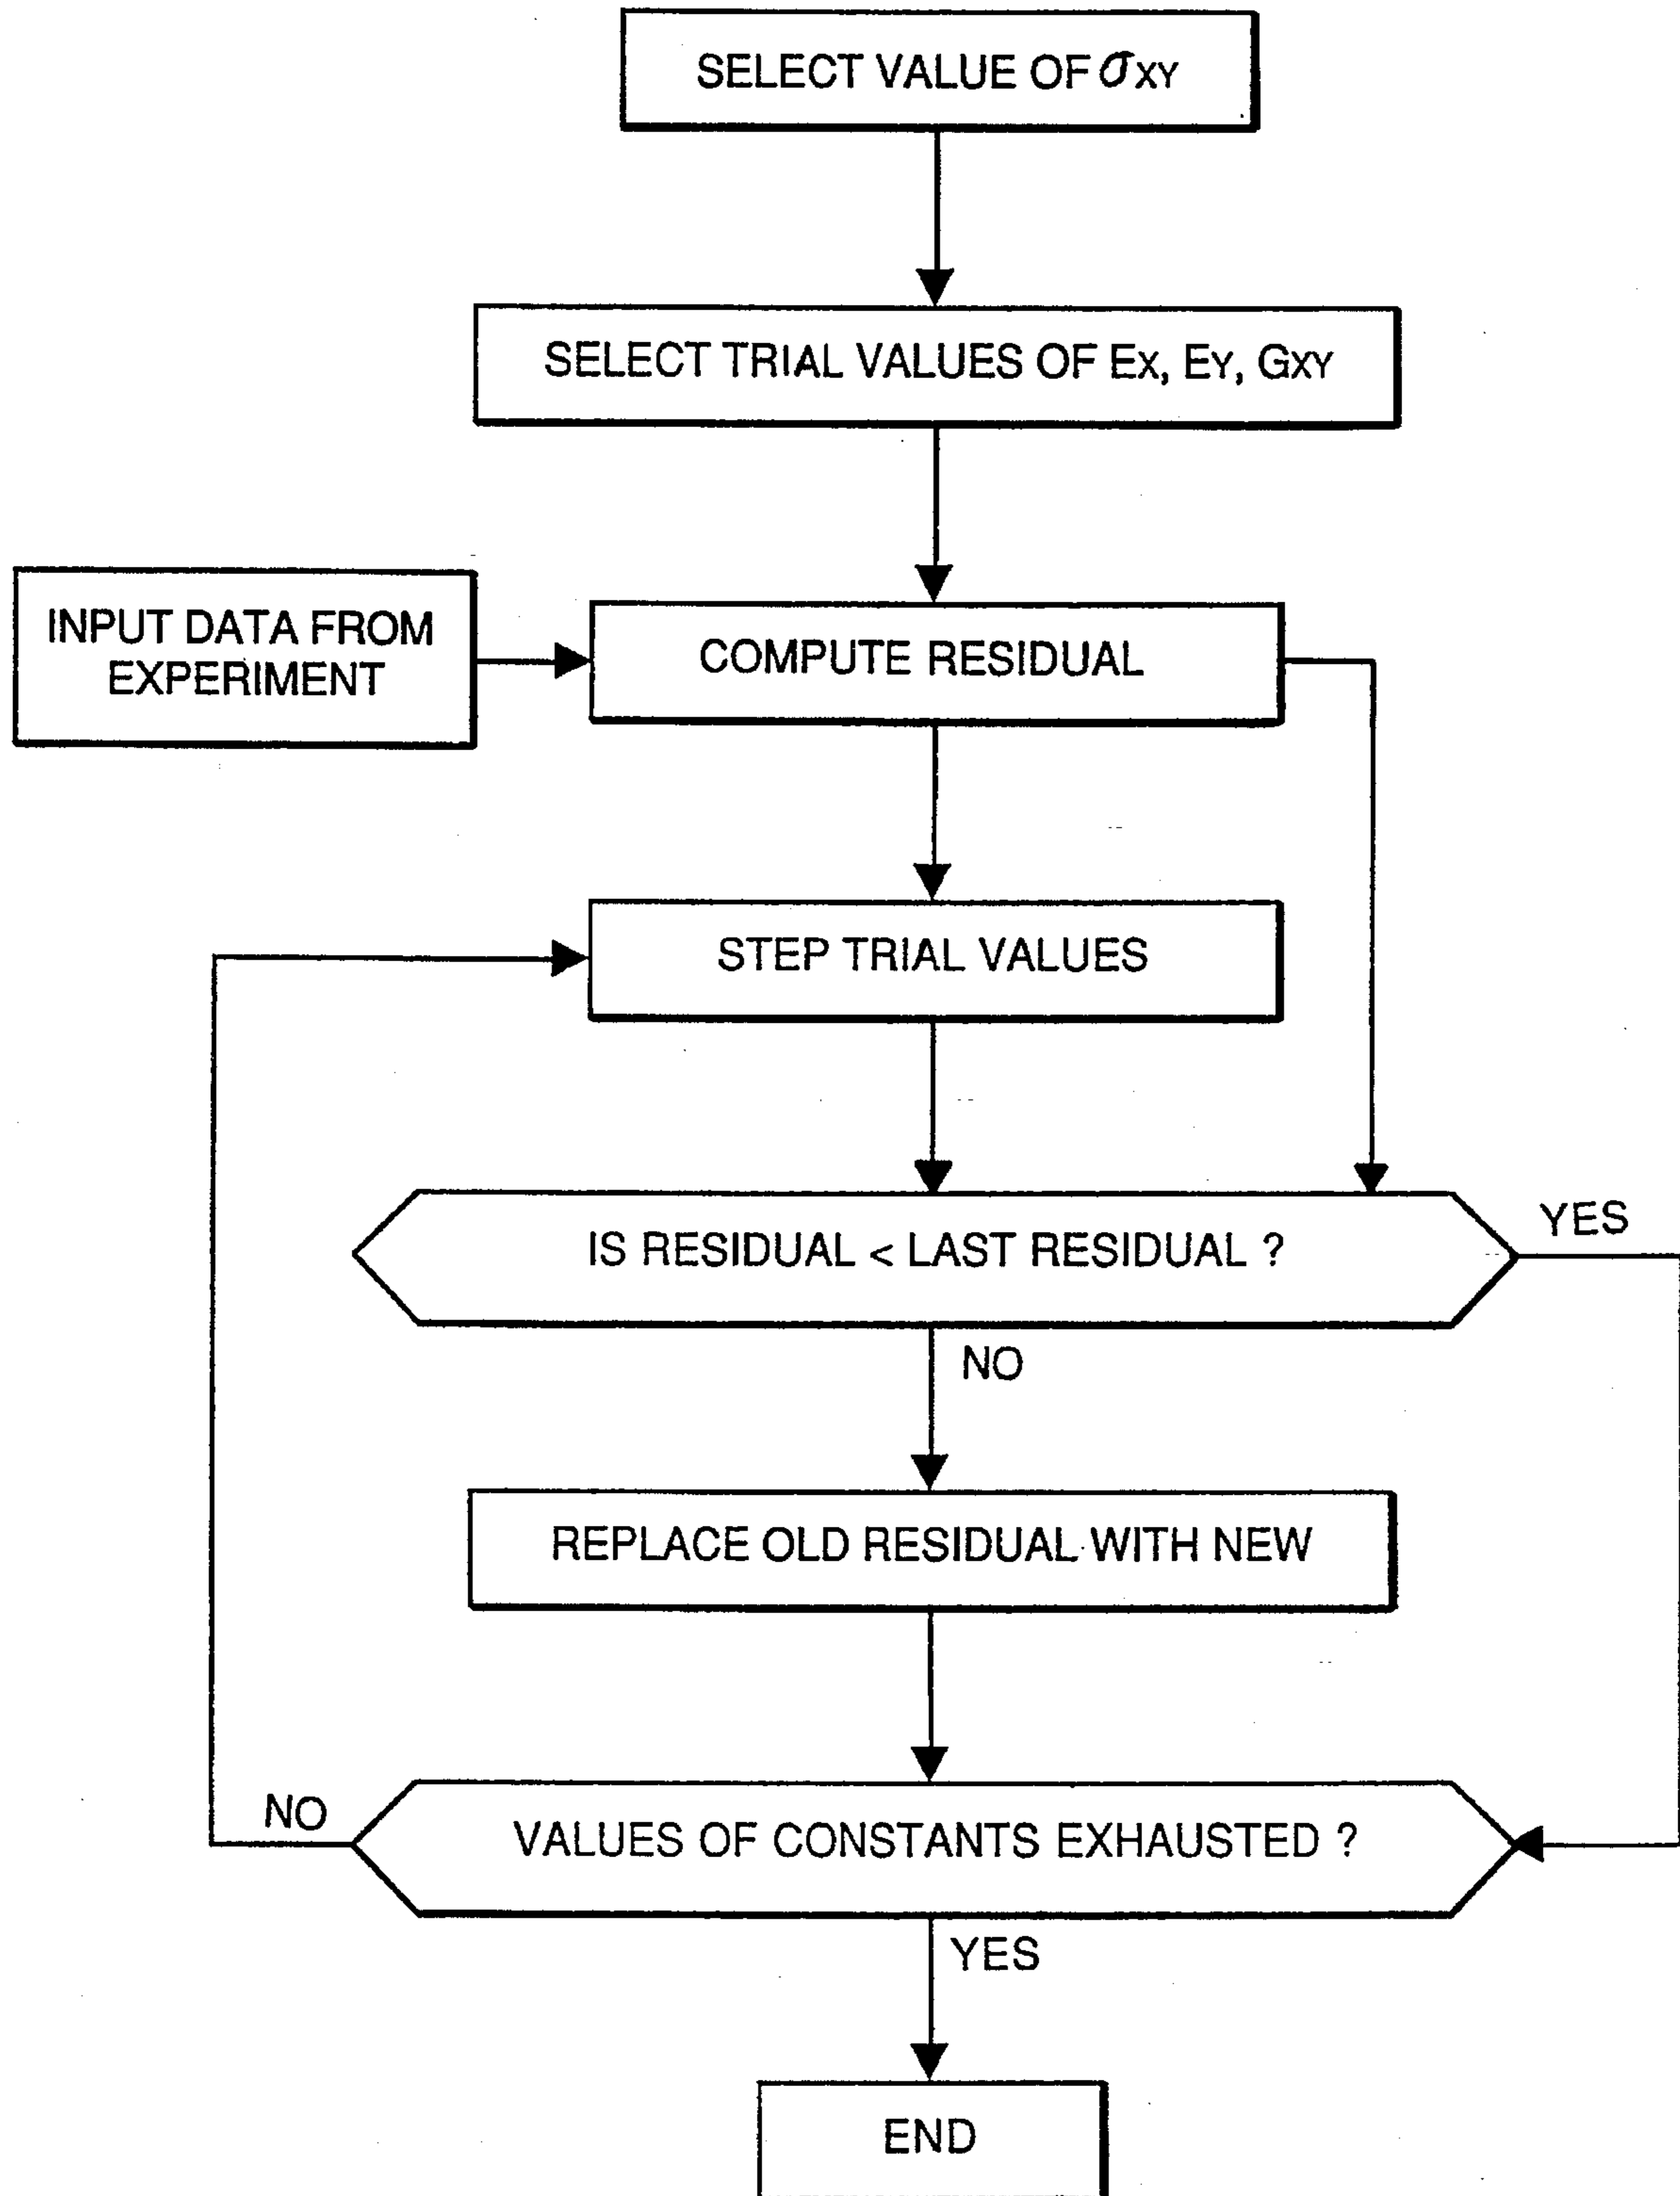 SELECT VALUE OF σXY
SELECT TRIAL VALUES OF EX, EY, GXY
INPUT DATA FROM
EXPERIMENT
COMPUTE RESIDUAL
STEP TRIAL VALUES
IS RESIDUAL < LAST RESIDUAL ?
YES
NO
REPLACE OLD RESIDUAL WITH NEW
NO
VALUES OF CONSTANTS EXHAUSTED ?
YES
END